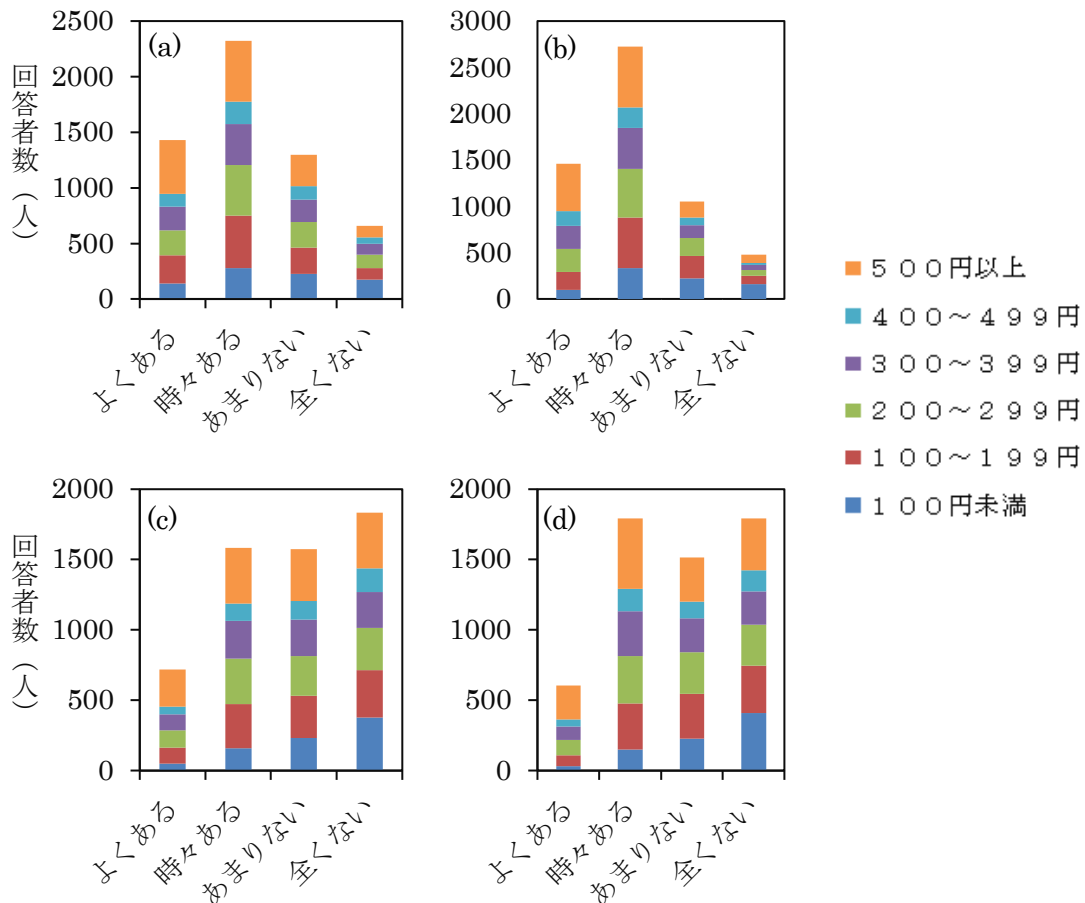 (a)
2500
2000
1500
1000
500
0
回答者数（人）
よくある
時々ある
あまりない
全くない
(b)
3000
2500
2000
1500
1000
500
0
よくある
時々ある
あまりない
全くない
５００円以上
４００～４９９円
３００～３９９円
２００～２９９円
１００～１９９円
１００円未満
(c)
2000
1500
1000
500
0
回答者数（人）
よくある
時々ある
あまりない
全くない
(d)
2000
1500
1000
500
0
よくある
時々ある
あまりない
全くない